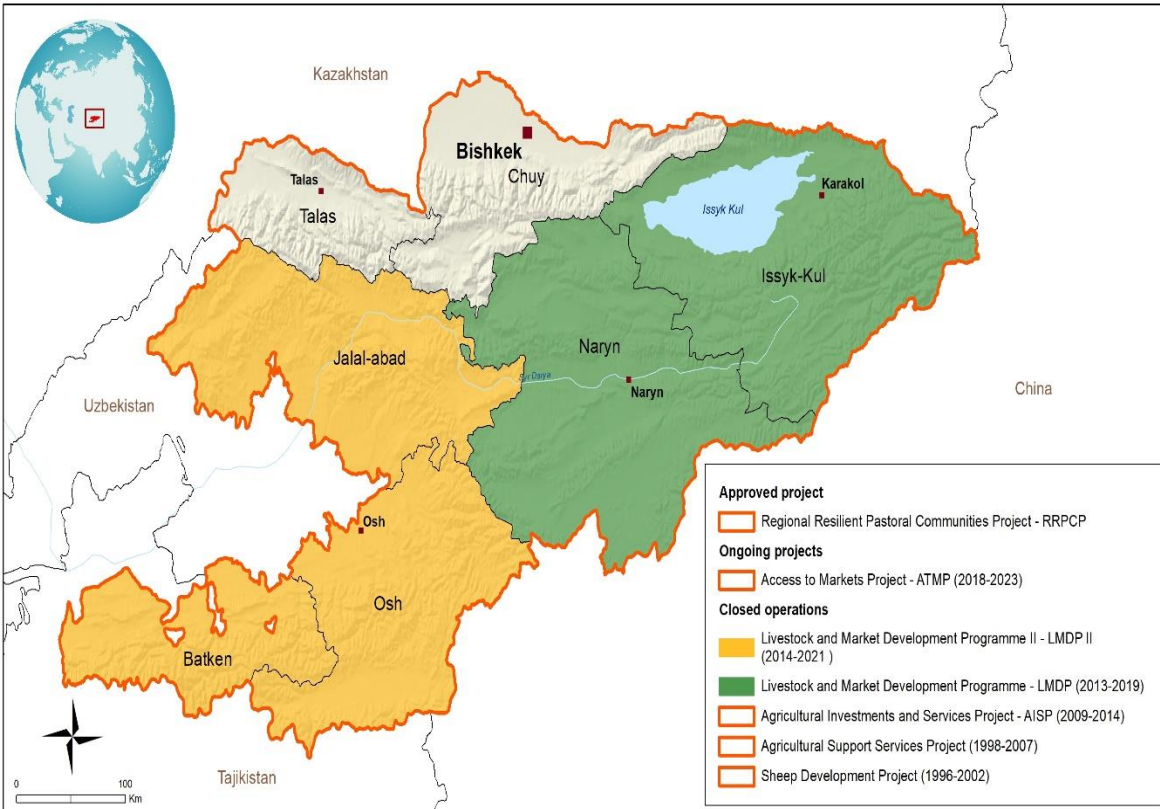 Kazakhstan
Bishkek
Chuy
Talas
Talas
Karakol
Issyk Kul
Issyk-Kul
Jalal-abad
Naryn
Syr Darya
Naryn
Uzbekistan
China
Osh
Osh
Batken
Tajikistan
0 100
Km
Approved project
Regional Resilient Pastoral Communities Project - RRPCP
Ongoing projects
Access to Markets Project - ATMP (2018-2023)
Closed operations
Livestock and Market Development Programme II - LMDP II
(2014-2021 )
Livestock and Market Development Programme - LMDP (2013-2019)
Agricultural Investments and Services Project - AISP (2009-2014)
Agricultural Support Services Project (1998-2007)
Sheep Development Project (1996-2002)